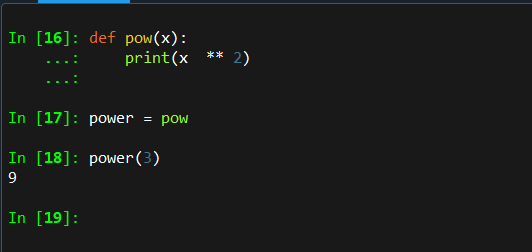 In [16]: def pow(x):
    ...:     print(x  ** 2)
    ...:
In [17]: power = pow
In [18]: power(3)
9
In [19]: